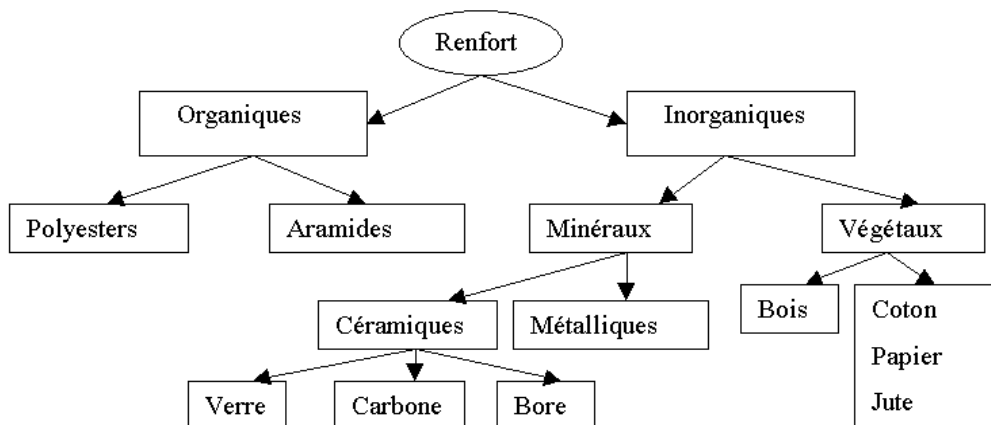 Renfort
Organiques
Inorganiques
Polyesters
Aramides
Minéraux
Végétaux
Céramiques
Métalliques
Bois
Coton
Papier
Jute
Verre
Carbone
Bore